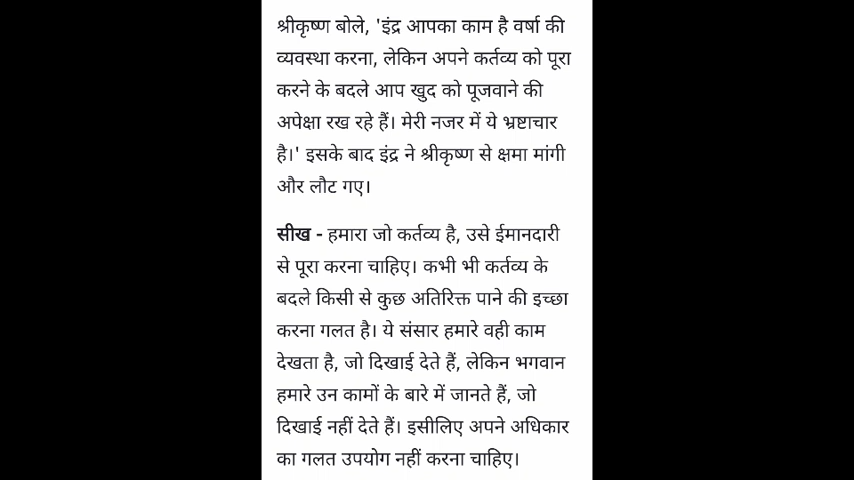 श्रीकृष्ण बोले, 'इंद्र आपका काम है वर्षा की
व्यवस्था करना, लेकिन अपने कर्तव्य को पूरा
करने के बदले आप खुद को पूजवाने की
अपेक्षा रख रहे हैं। मेरी नजर में ये भ्रष्टाचार
है।' इसके बाद इंद्र ने श्रीकृष्ण से क्षमा मांगी
और लौट गए।
सीख - हमारा जो कर्तव्य है, उसे ईमानदारी
से पूरा करना चाहिए। कभी भी कर्तव्य के
बदले किसी से कुछ अतिरिक्त पाने की इच्छा
करना गलत है। ये संसार हमारे वही काम
देखता है, जो दिखाई देते हैं, लेकिन भगवान
हमारे उन कामों के बारे में जानते हैं, जो
दिखाई नहीं देते हैं। इसीलिए अपने अधिकार
का गलत उपयोग नहीं करना चाहिए।